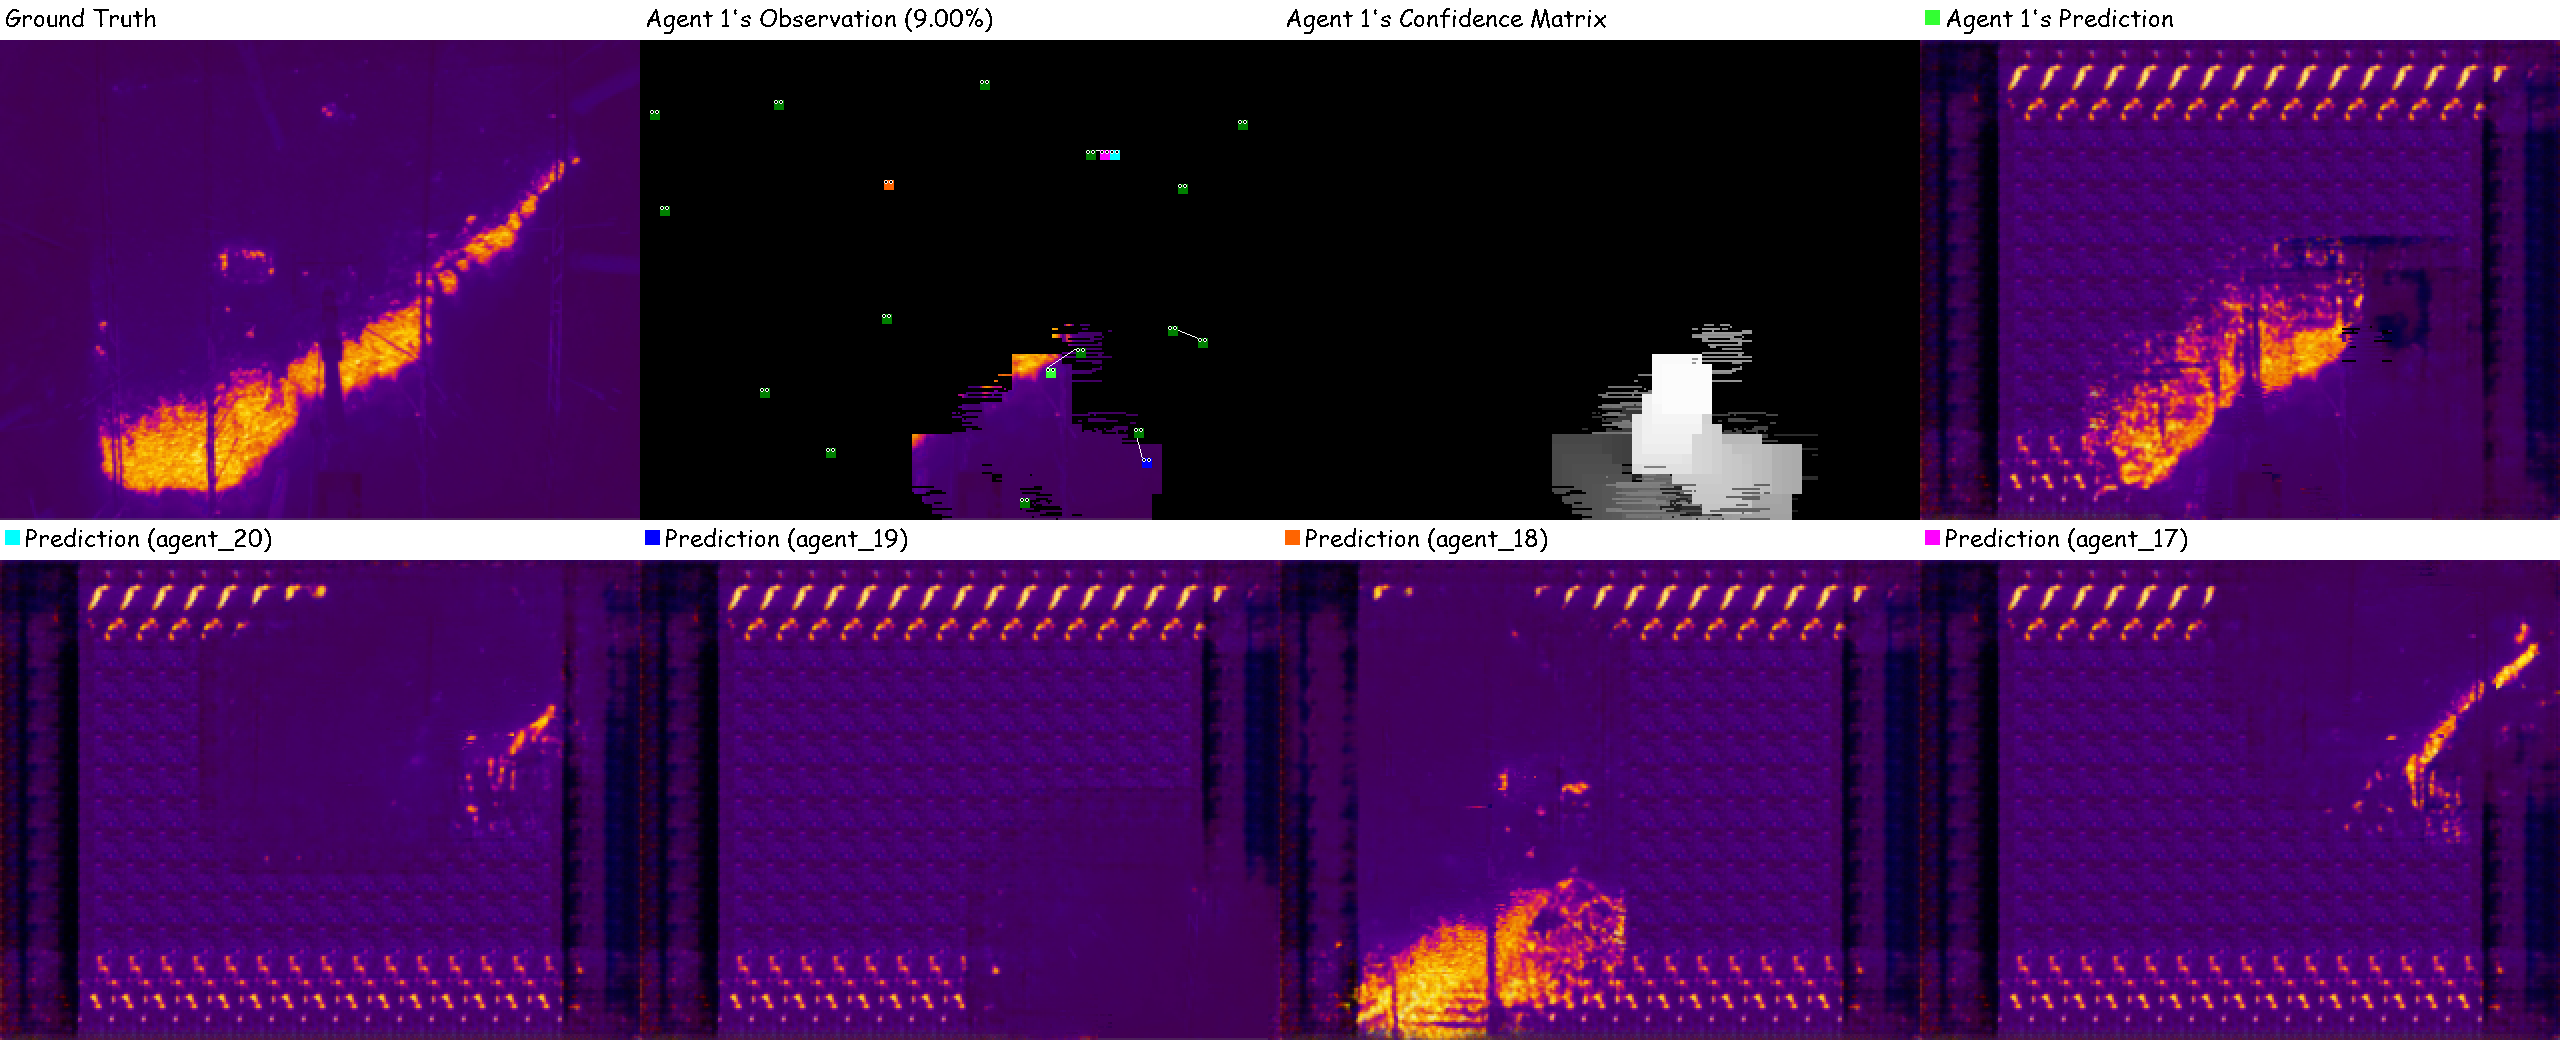 Ground Truth
Agent 1's Observation (9.00%)
Agent 1's Confidence Matrix
Agent 1's Prediction
Prediction (agent_20)
Prediction (agent_19)
Prediction (agent_18)
Prediction (agent_17)